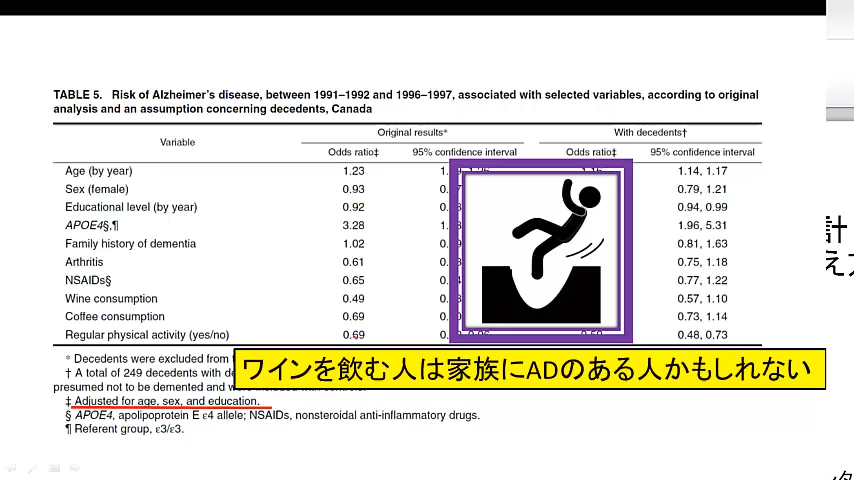 TABLE 5. Risk of Alzheimer's disease, between 1991–1992 and 1996–1997, associated with selected variables, according to original
analysis and an assumption concerning decedents, Canada
Variable Original results* With decedents†
Odds ratio‡ 95% confidence interval Odds ratio‡ 95% confidence interval
Age (by year) 1.23 1.14, 1.17
Sex (female) 0.93 0.79, 1.21
Educational level (by year) 0.92 0.94, 0.99
APOE4§,¶ 3.28 1.96, 5.31
Family history of dementia 1.02 0.81, 1.63
Arthritis 0.61 0.75, 1.18
NSAIDs§ 0.65 0.77, 1.22
Wine consumption 0.49 0.57, 1.10
Coffee consumption 0.69 0.73, 1.14
Regular physical activity (yes/no) 0.69 0.48, 0.73
* Decedents were excluded from
† A total of 249 decedents with
ワインを飲む人は家族にADのある人かもしれない
presumed not to be demented and
‡ Adjusted for age, sex, and education.
§ APOE4, apolipoprotein E ε4 allele; NSAIDs, nonsteroidal anti-inflammatory drugs.
¶ Referent group, ε3/ε3.
計
え